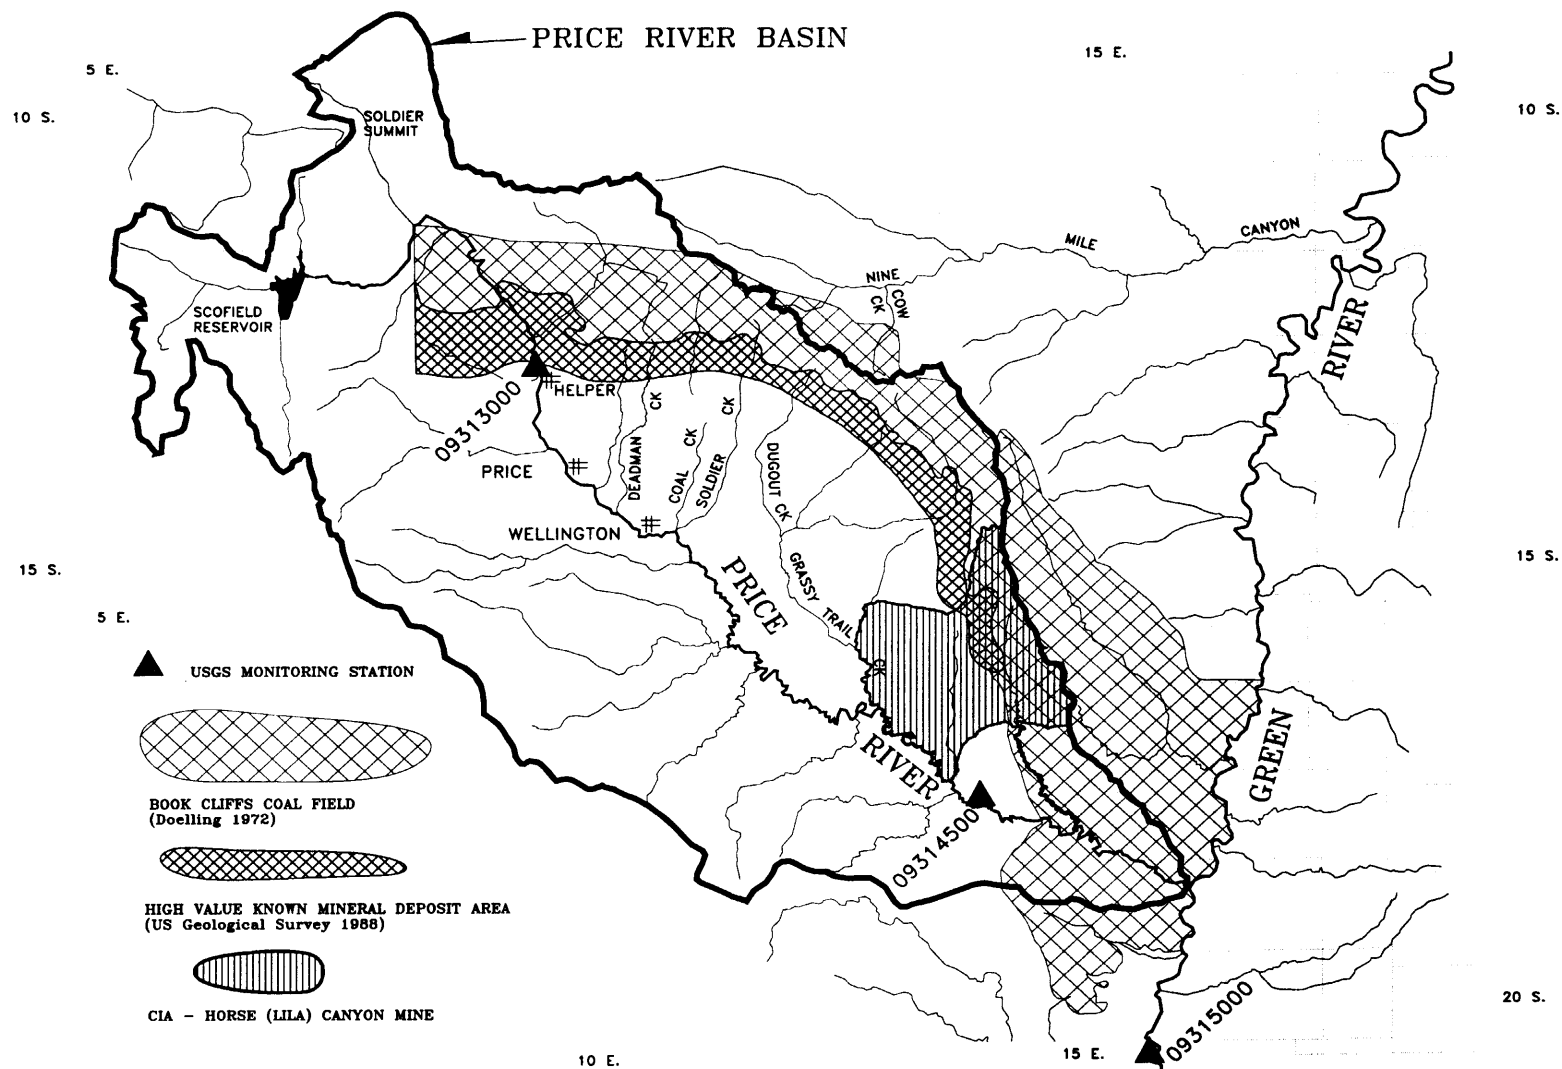 PRICE RIVER BASIN
15 E.
5 E.
10 S.
10 S.
SOLDIER
SUMMIT
CANYON
MILE
NINE
COW
CK
SCOFIELD
RESERVOIR
RIVER
HELPER
09313000
CK
CK
CK
PRICE
DEADMAN
COAL
SOLDIER
DUGOUT CK
WELLINGTON
15 S.
15 S.
PRICE
GRASSY TRAIL
CK
5 E.
USGS MONITORING STATION
RIVER
GREEN
BOOK CLIFFS COAL FIELD
(Doelling 1972)
09314500
HIGH VALUE KNOWN MINERAL DEPOSIT AREA
(US Geological Survey 1988)
CIA - HORSE (LILA) CANYON MINE
20 S.
09315000
10 E.
15 E.